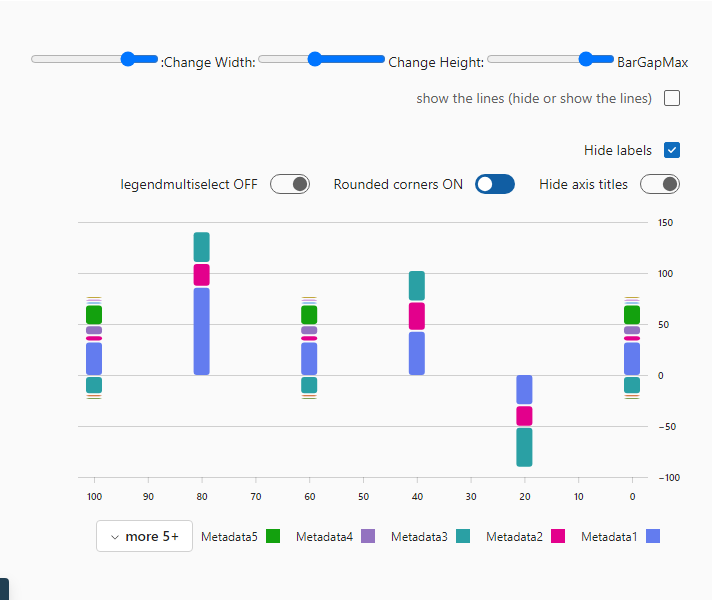 :Change Width: Change Height: BarGapMax
show the lines (hide or show the lines)
Hide labels
legendmultiselect OFF Rounded corners ON Hide axis titles
150
100
50
0
−50
−100
100 90 80 70 60 50 40 30 20 10 0
more 5+ Metadata5 Metadata4 Metadata3 Metadata2 Metadata1